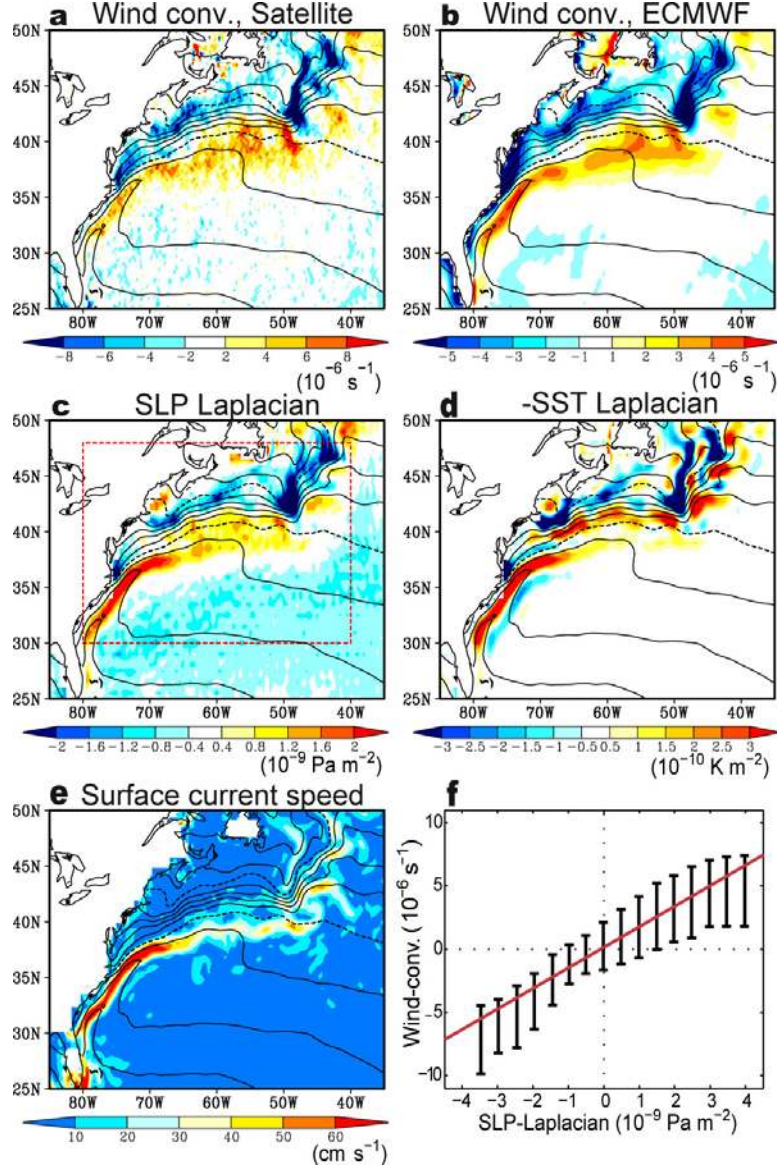 a Wind conv., Satellite
50N
45N
40N
35N
30N
25N
80W 70W 60W 50W 40W
−8 −6 −4 −2 2 4 6 8
(10⁻⁶ s⁻¹)
b Wind conv., ECMWF
50N
45N
40N
35N
30N
25N
80W 70W 60W 50W 40W
−5 −4 −3 −2 −1 1 2 3 4 5
(10⁻⁶ s⁻¹)
c SLP Laplacian
50N
45N
40N
35N
30N
25N
80W 70W 60W 50W 40W
−2 −1.6 −1.2 −0.8 −0.4 0.4 0.8 1.2 1.6 2
(10⁻⁹ Pa m⁻²)
d -SST Laplacian
50N
45N
40N
35N
30N
25N
80W 70W 60W 50W 40W
−3 −2.5 −2 −1.5 −1 −0.5 0.5 1 1.5 2 2.5 3
(10⁻¹⁰ K m⁻²)
e Surface current speed
50N
45N
40N
35N
30N
25N
80W 70W 60W 50W 40W
10 20 30 40 50 60
(cm s⁻¹)
f
Wind-conv. (10⁻⁶ s⁻¹)
10
5
0
−5
−10
−4 −3 −2 −1 0 1 2 3 4
SLP-Laplacian (10⁻⁹ Pa m⁻²)